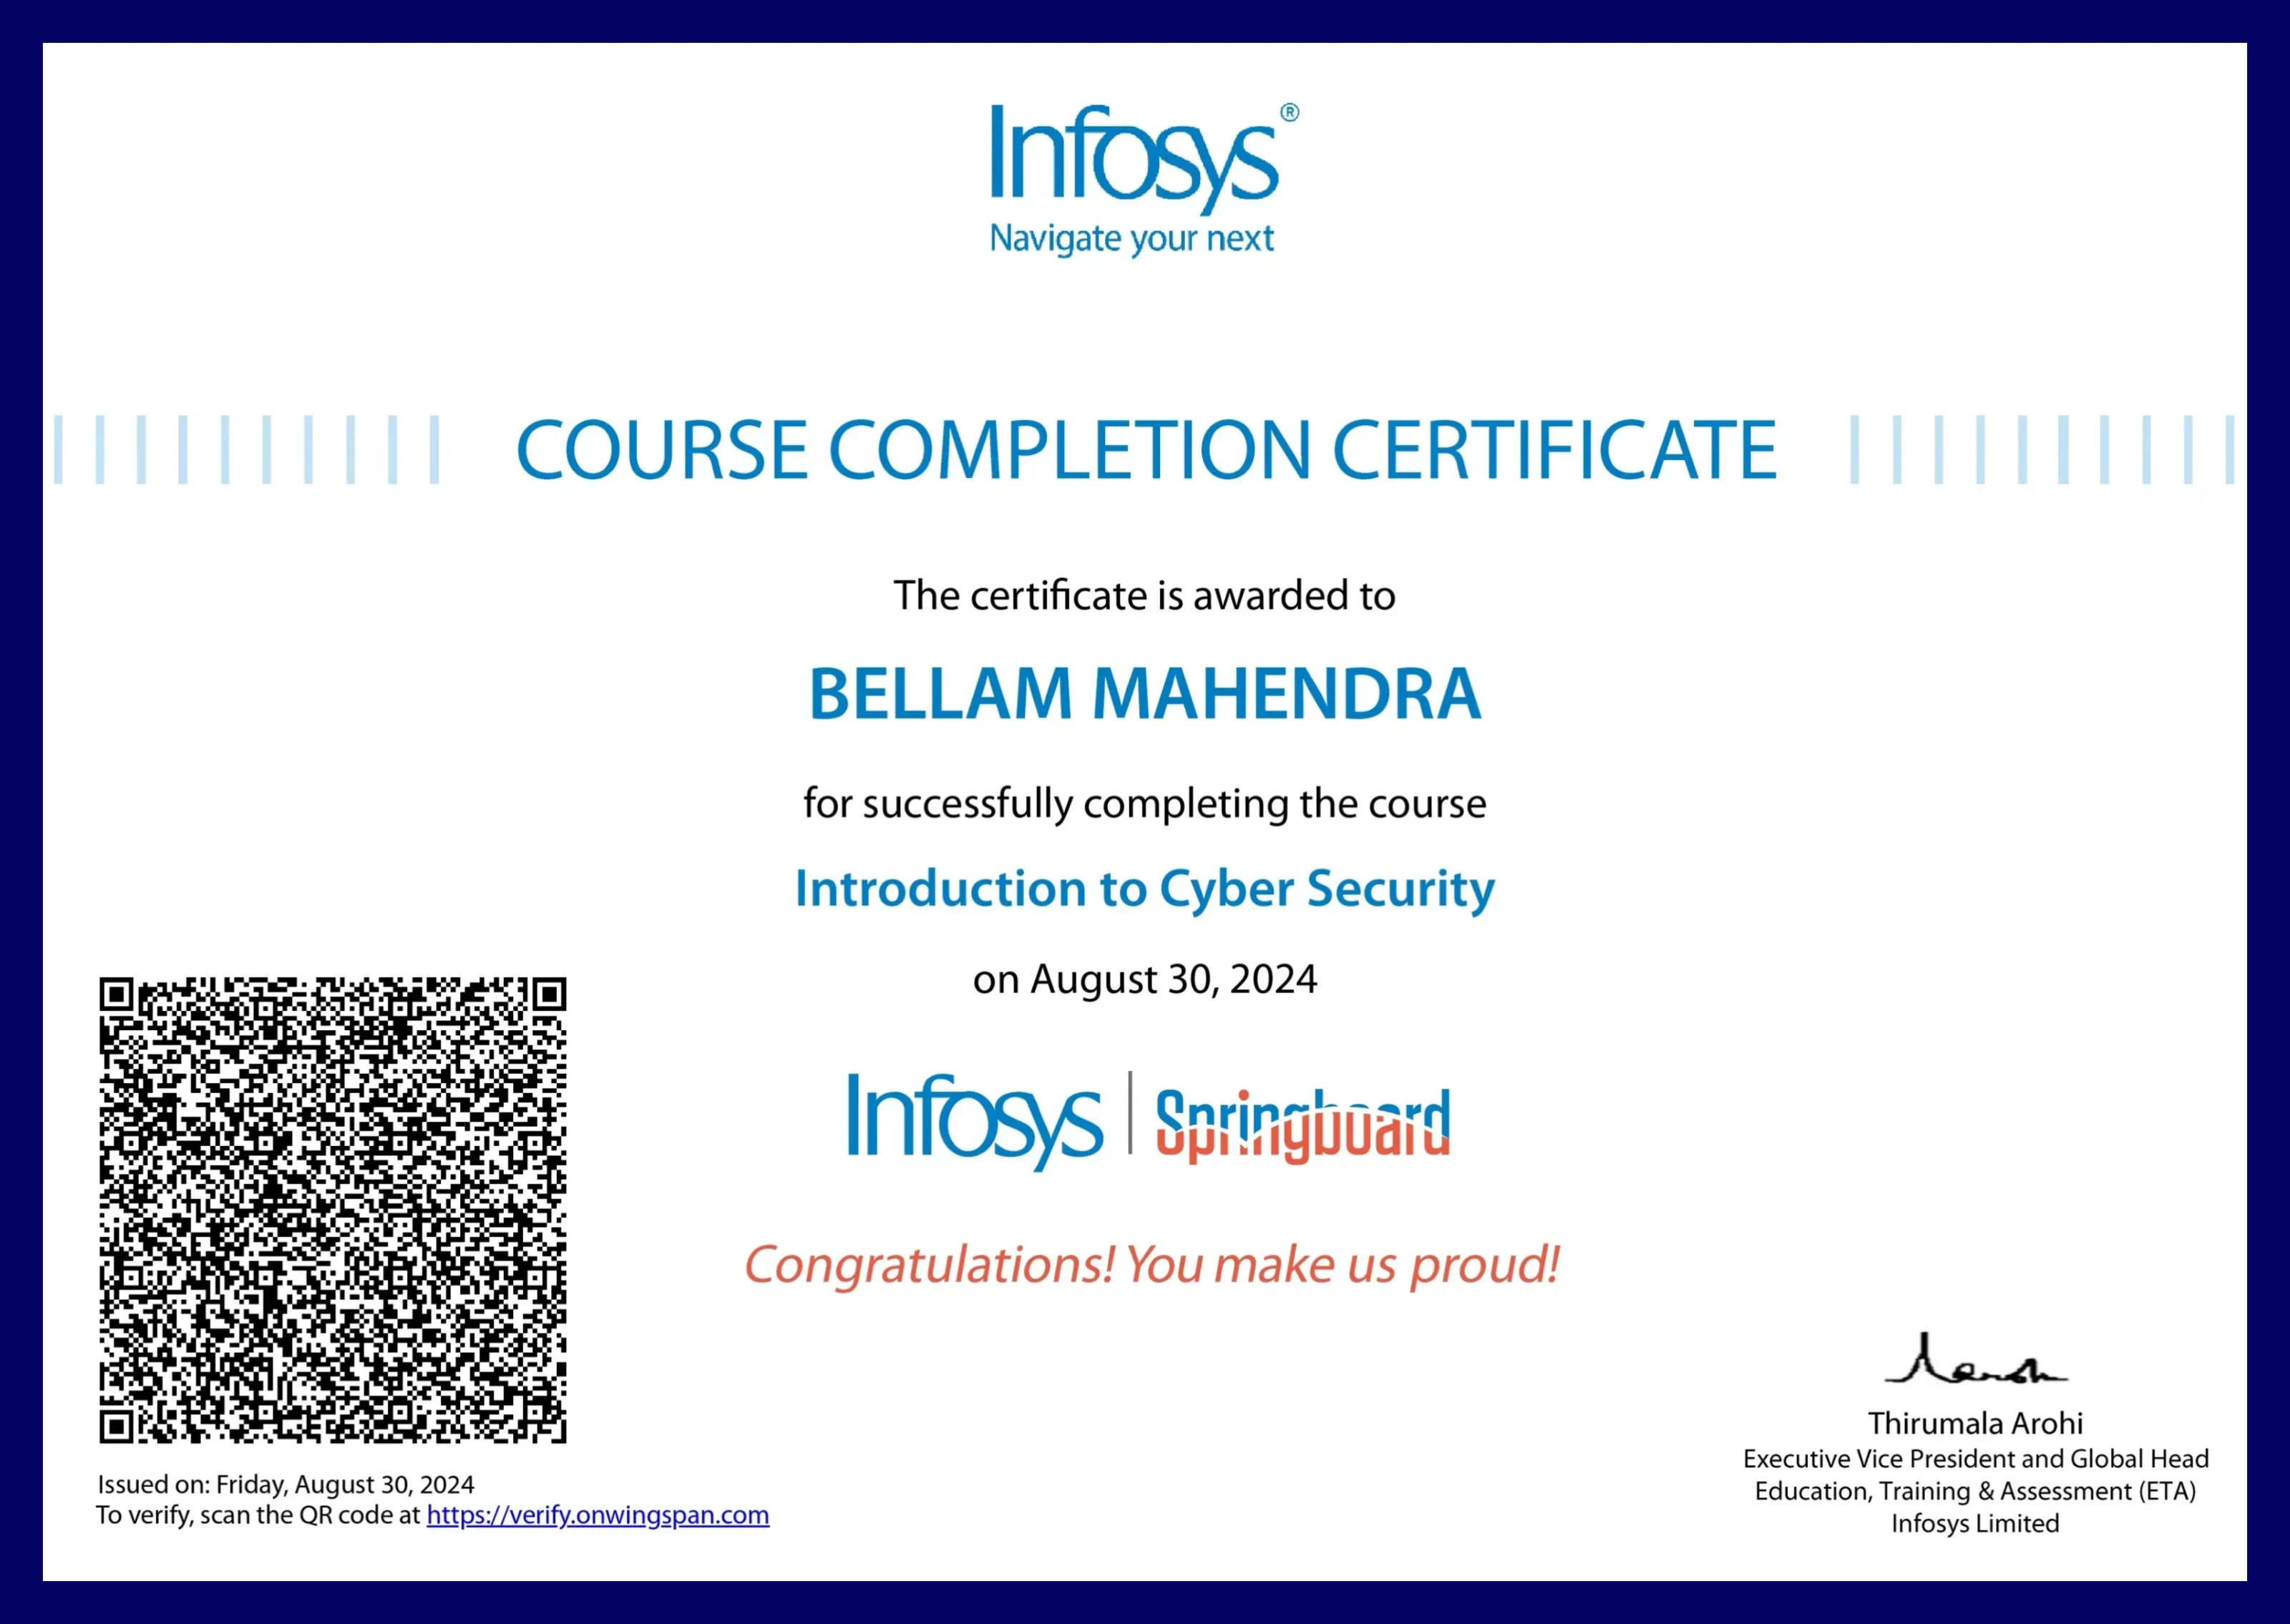 Infosys®
Navigate your next
COURSE COMPLETION CERTIFICATE
The certificate is awarded to
BELLAM MAHENDRA
for successfully completing the course
Introduction to Cyber Security
on August 30, 2024
Infosys | Springboard
Congratulations! You make us proud!
Issued on: Friday, August 30, 2024
To verify, scan the QR code at https://verify.onwingspan.com
Thirumala Arohi
Executive Vice President and Global Head
Education, Training & Assessment (ETA)
Infosys Limited